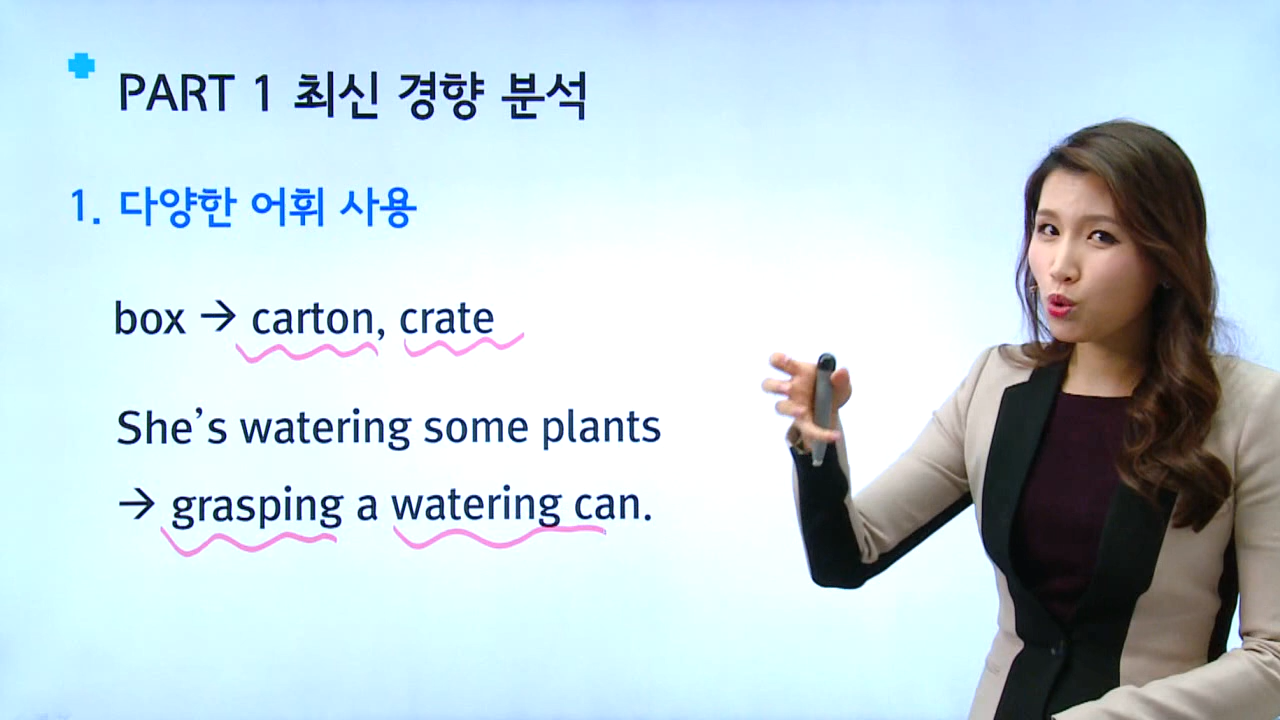 PART 1 최신 경향 분석
1. 다양한 어휘 사용
box → carton, crate
She's watering some plants
→ grasping a watering can.